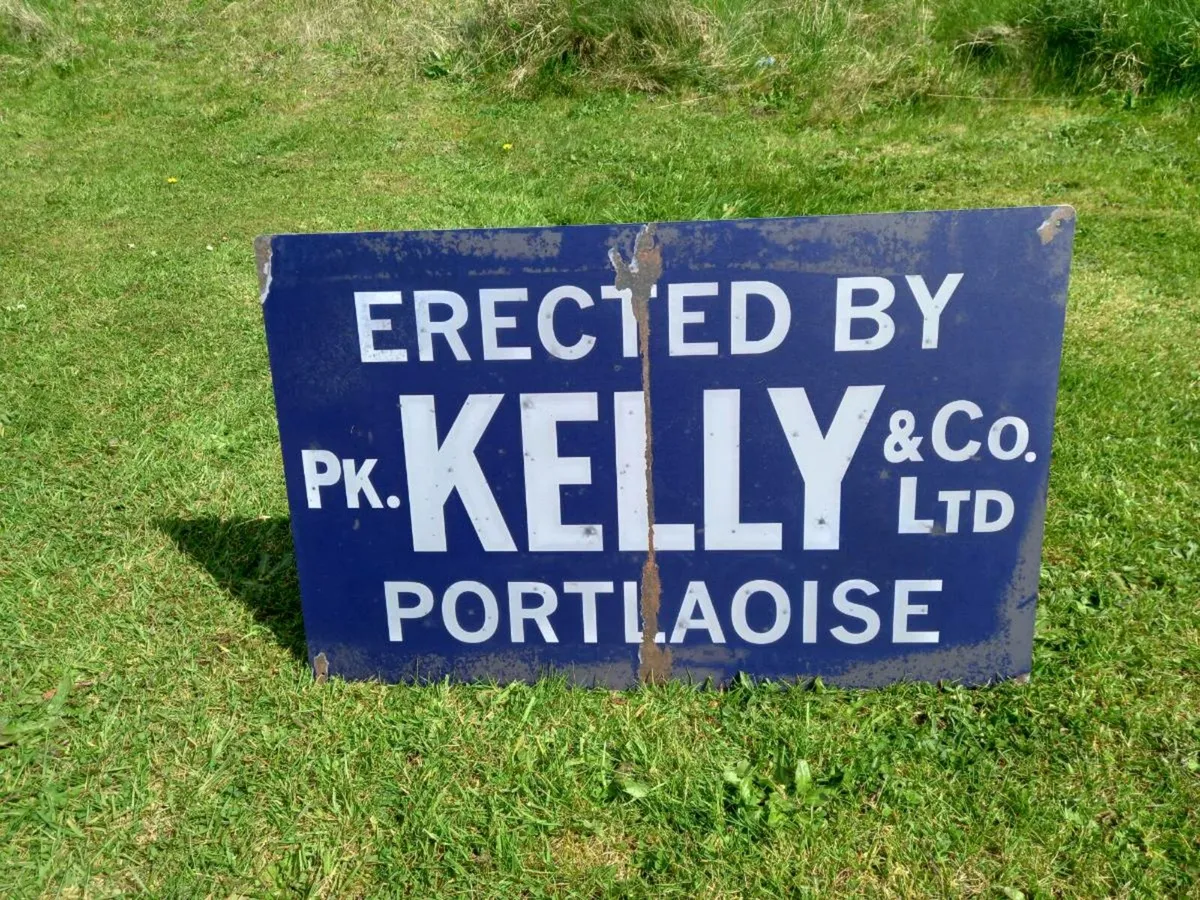 ERECTED BY
PK. KELLY & CO. LTD
PORTLAOISE